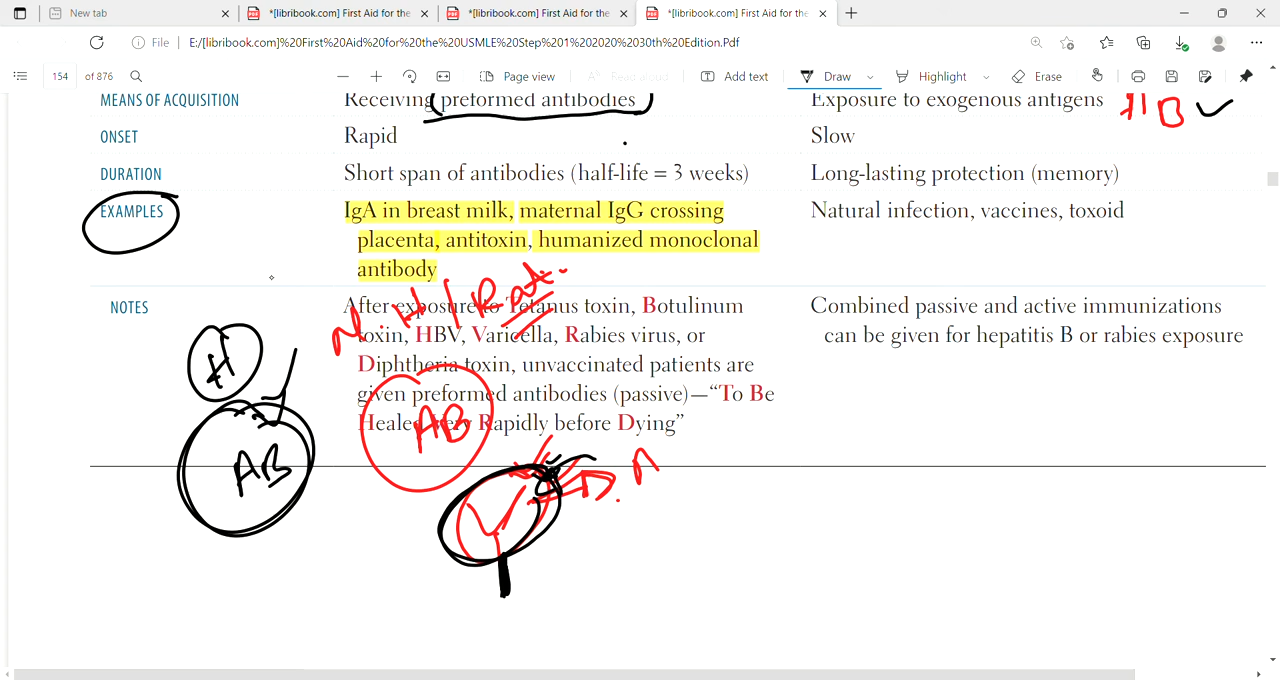 New tab
*[libribook.com] First Aid for the
*[libribook.com] First Aid for the
*[libribook.com] First Aid for the
File E:/[libribook.com]%20First%20Aid%20for%20the%20USMLE%20Step%201%202020%2030th%20Edition.Pdf
154 of 876 Page view Read aloud Add text Draw Highlight Erase
MEANS OF ACQUISITION Receiving preformed antibodies Exposure to exogenous antigens
B
ONSET Rapid Slow
DURATION Short span of antibodies (half-life = 3 weeks) Long-lasting protection (memory)
EXAMPLES IgA in breast milk, maternal IgG crossing Natural infection, vaccines, toxoid
placenta, antitoxin, humanized monoclonal
antibody
H / Rat.
NOTES After exposure to Tetanus toxin, Botulinum Combined passive and active immunizations
toxin, HBV, Varicella, Rabies virus, or can be given for hepatitis B or rabies exposure
Diphtheria toxin, unvaccinated patients are
given preformed antibodies (passive)—“To Be
Healed Very Rapidly before Dying”
H
AB
AB